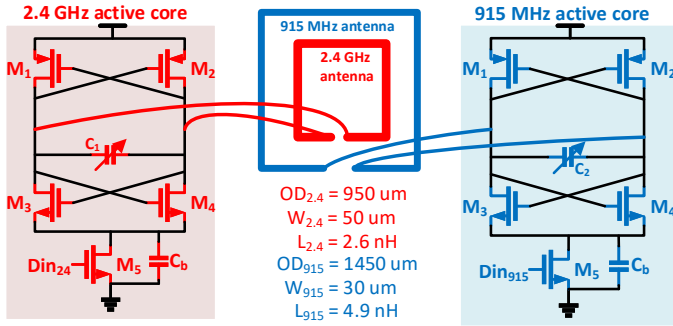 2.4 GHz active core
915 MHz active core
915 MHz antenna
2.4 GHz
antenna
M1
M2
C1
M3
M4
Din24
M5
Cb
OD2.4 = 950 um
W2.4 = 50 um
L2.4 = 2.6 nH
OD915 = 1450 um
W915 = 30 um
L915 = 4.9 nH
M1
M2
C2
M3
M4
Din915
M5
Cb